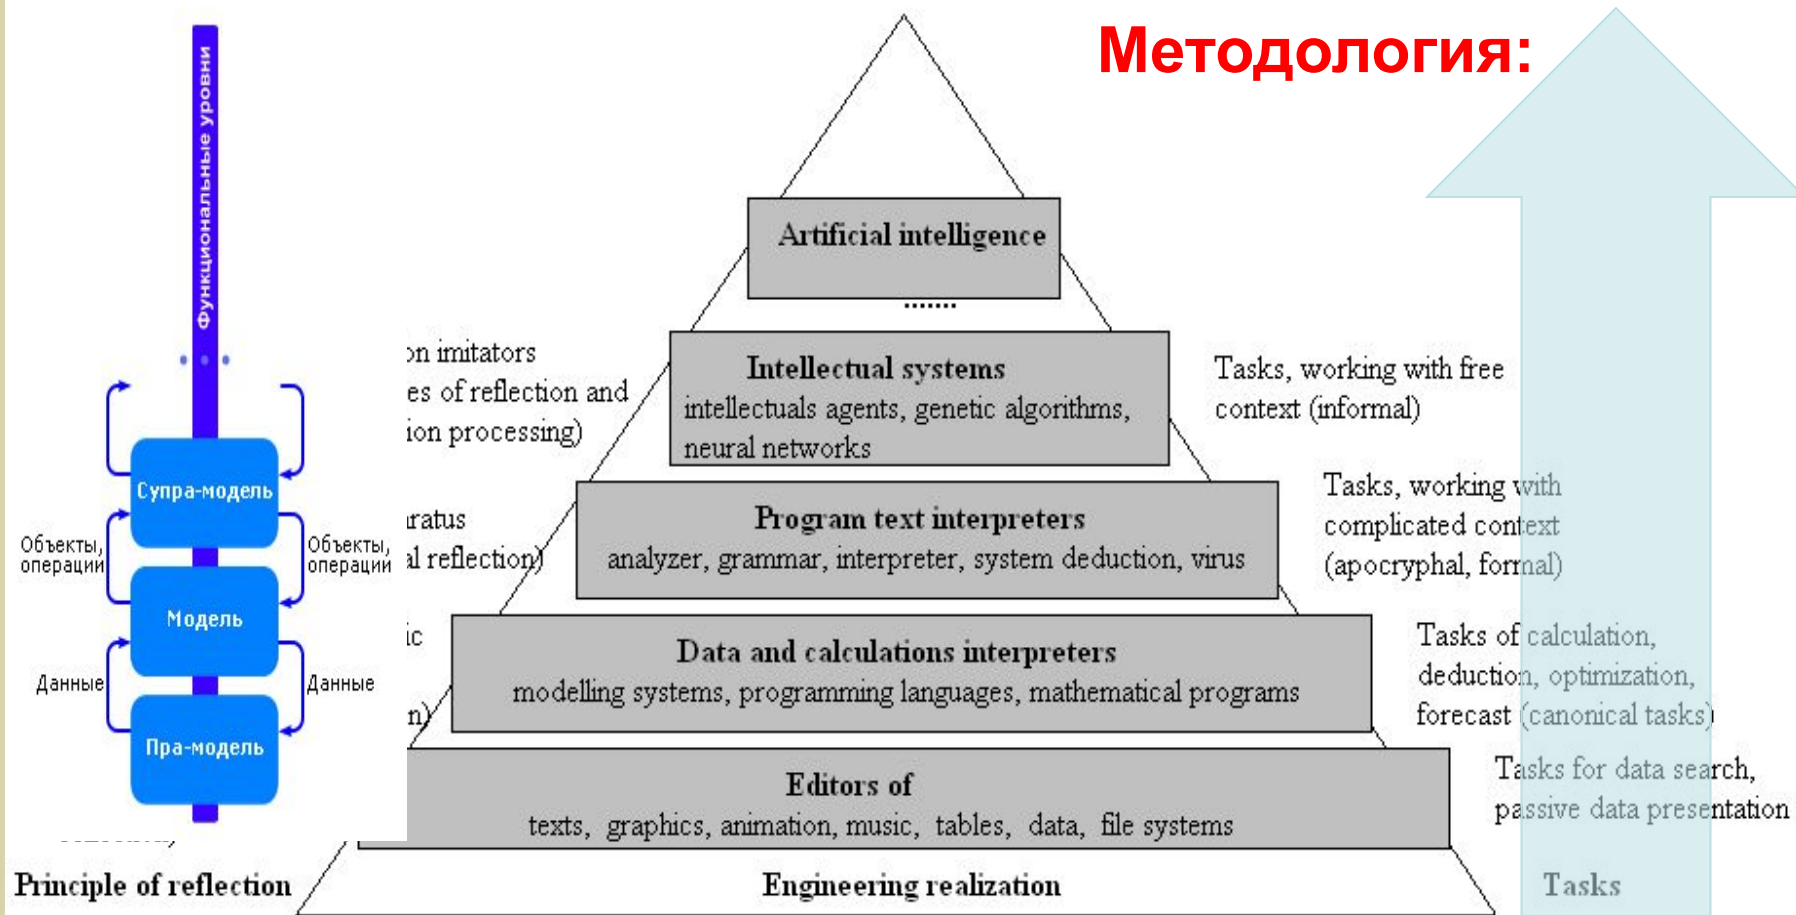 Методология:
Функциональные уровни
Супра-модель
Объекты,
операции
Объекты,
операции
Модель
Данные
Данные
Пра-модель
Artificial intelligence
.......
on imitators
es of reflection and
ion processing)
Intellectual systems
intellectuals agents, genetic algorithms,
neural networks
Tasks, working with free
context (informal)
aratus
al reflection)
Program text interpreters
analyzer, grammar, interpreter, system deduction, virus
Tasks, working with
complicated context
(apocryphal, formal)
ic
n)
Data and calculations interpreters
modelling systems, programming languages, mathematical programs
Tasks of calculation,
deduction, optimization,
forecast (canonical tasks)
Editors of
texts, graphics, animation, music, tables, data, file systems
Tasks for data search,
passive data presentation
Principle of reflection
Engineering realization
Tasks